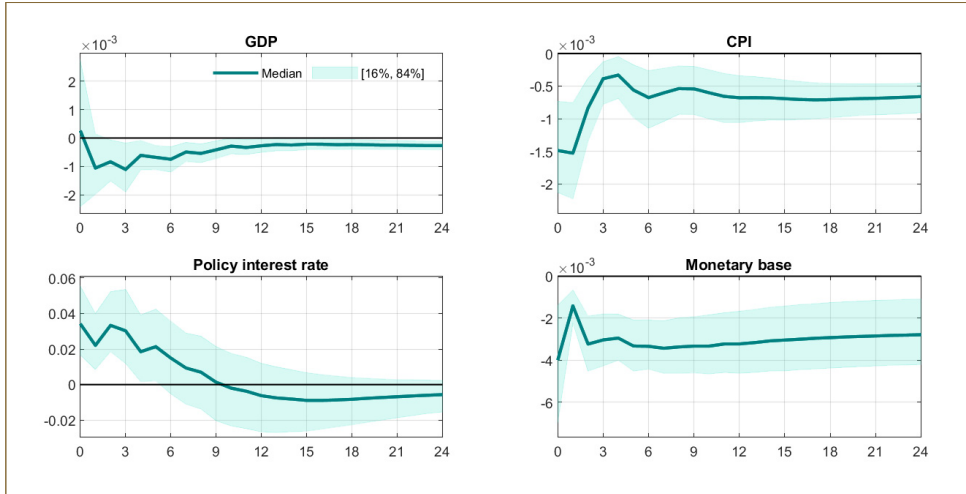 GDP
×10⁻³
Median [16%, 84%]
2
1
0
-1
-2
0 3 6 9 12 15 18 21 24
CPI
×10⁻³
0
-0.5
-1
-1.5
-2
0 3 6 9 12 15 18 21 24
Policy interest rate
0.06
0.04
0.02
0
-0.02
0 3 6 9 12 15 18 21 24
Monetary base
×10⁻³
0
-2
-4
-6
0 3 6 9 12 15 18 21 24